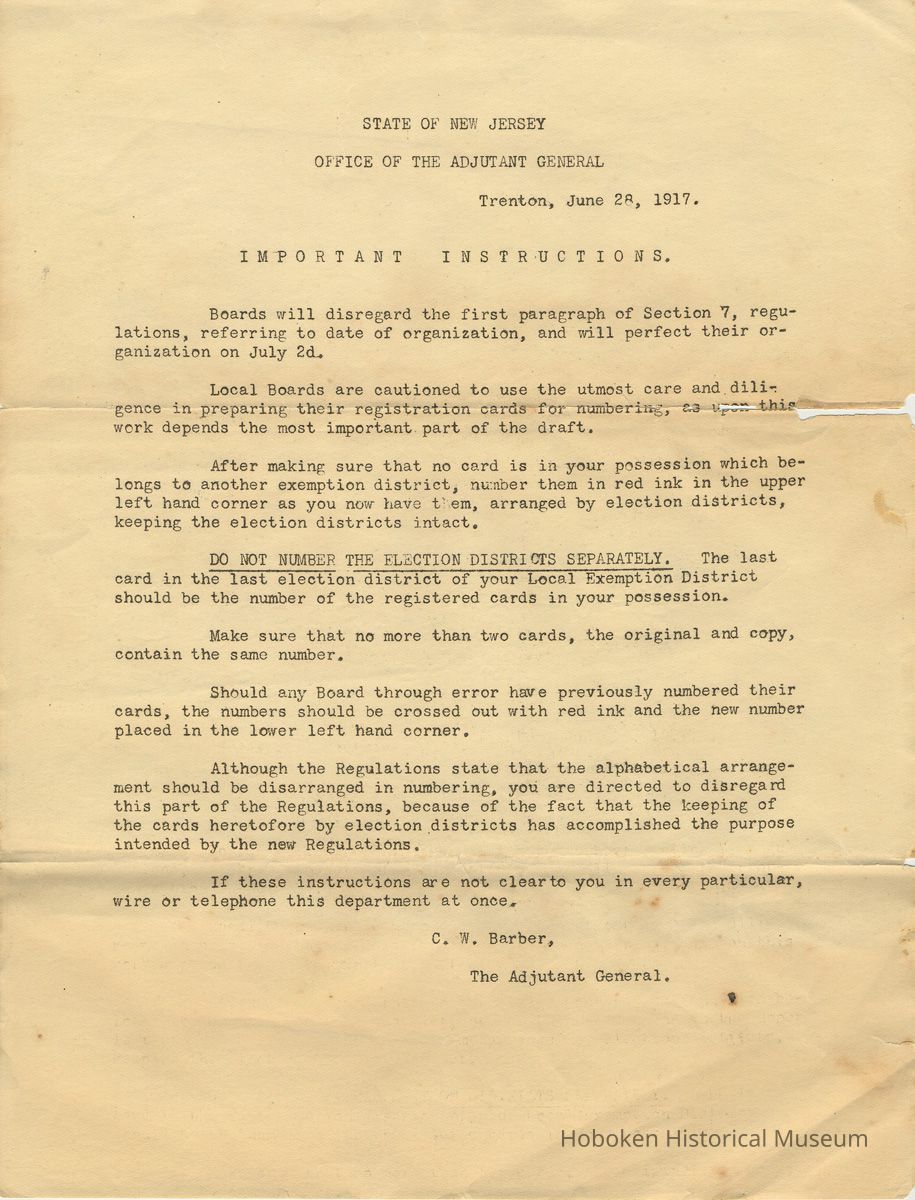 STATE OF NEW JERSEY
OFFICE OF THE ADJUTANT GENERAL
Trenton, June 28, 1917.
IMPORTANT INSTRUCTIONS.
Boards will disregard the first paragraph of Section 7, regu-
lations, referring to date of organization, and will perfect their or-
ganization on July 2d.
Local Boards are cautioned to use the utmost care and dili-
gence in preparing their registration cards for numbering, as upon this
work depends the most important part of the draft.
After making sure that no card is in your possession which be-
longs to another exemption district, number them in red ink in the upper
left hand corner as you now have them, arranged by election districts,
keeping the election districts intact.
DO NOT NUMBER THE ELECTION DISTRICTS SEPARATELY. The last
card in the last election district of your Local Exemption District
should be the number of the registered cards in your possession.
Make sure that no more than two cards, the original and copy,
contain the same number.
Should any Board through error have previously numbered their
cards, the numbers should be crossed out with red ink and the new number
placed in the lower left hand corner.
Although the Regulations state that the alphabetical arrange-
ment should be disarranged in numbering, you are directed to disregard
this part of the Regulations, because of the fact that the keeping of
the cards heretofore by election districts has accomplished the purpose
intended by the new Regulations.
If these instructions are not clearto you in every particular,
wire or telephone this department at once.
C. W. Barber,
The Adjutant General.
Hoboken Historical Museum